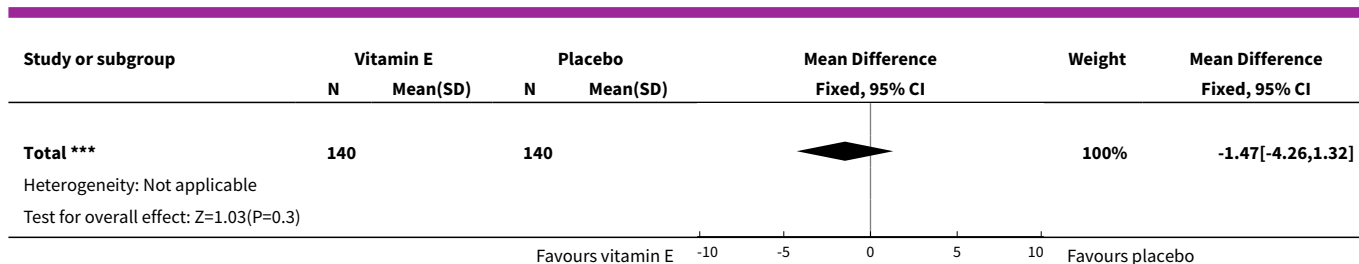 Study or subgroup Vitamin E Placebo Mean Difference Weight Mean Difference
N Mean(SD) N Mean(SD) Fixed, 95% CI Fixed, 95% CI
Total *** 140 140 100% -1.47[-4.26,1.32]
Heterogeneity: Not applicable
Test for overall effect: Z=1.03(P=0.3)
Favours vitamin E -10 -5 0 5 10 Favours placebo